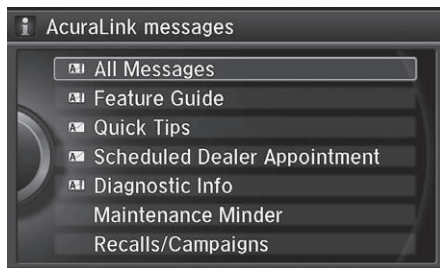 AcuraLink messages
All Messages
Feature Guide
Quick Tips
Scheduled Dealer Appointment
Diagnostic Info
Maintenance Minder
Recalls/Campaigns